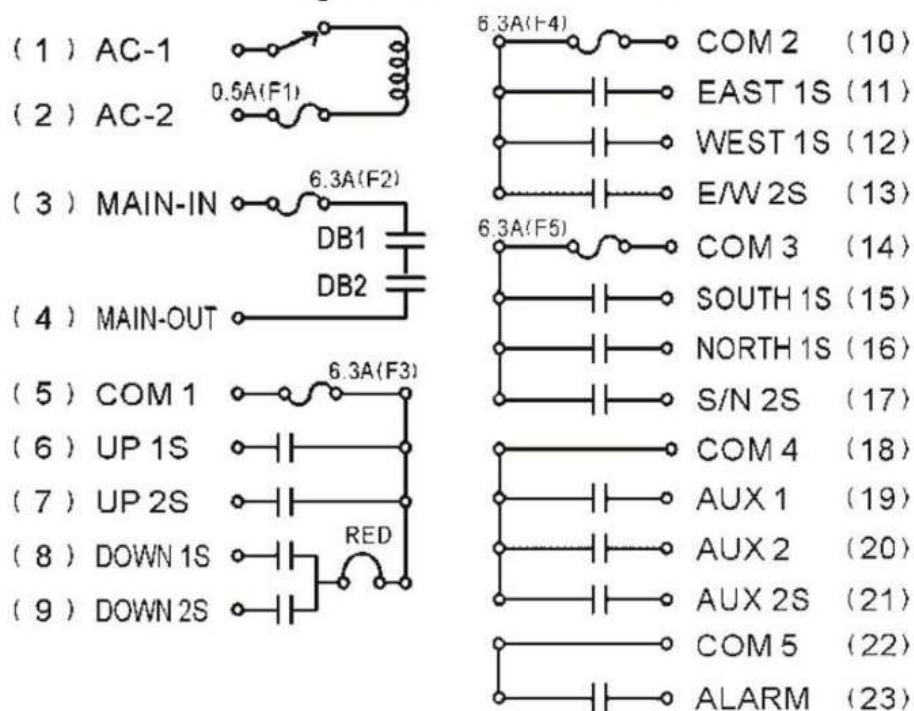 ( 1 ) AC-1
0.5A(F1)
( 2 ) AC-2
6.3A(F2)
( 3 ) MAIN-IN
DB1
DB2
( 4 ) MAIN-OUT
6.3A(F3)
( 5 ) COM 1
( 6 ) UP 1S
( 7 ) UP 2S
RED
( 8 ) DOWN 1S
( 9 ) DOWN 2S
6.3A(F4)
COM 2 (10)
EAST 1S (11)
WEST 1S (12)
E/W 2S (13)
6.3A(F5)
COM 3 (14)
SOUTH 1S (15)
NORTH 1S (16)
S/N 2S (17)
COM 4 (18)
AUX 1 (19)
AUX 2 (20)
AUX 2S (21)
COM 5 (22)
ALARM (23)